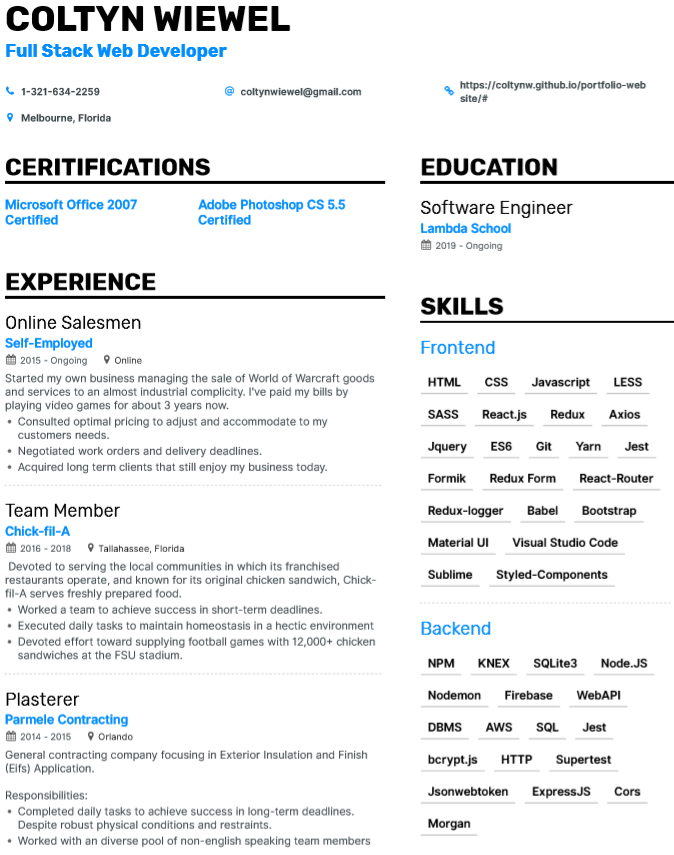 COLTYN WIEWEL
Full Stack Web Developer
1-321-634-2259
coltynwiewel@gmail.com
https://coltynw.github.io/portfolio-web
site/#
Melbourne, Florida
CERITIFICATIONS
Microsoft Office 2007
Certified
Adobe Photoshop CS 5.5
Certified
EXPERIENCE
Online Salesmen
Self-Employed
2015 - Ongoing Online
Started my own business managing the sale of World of Warcraft goods
and services to an almost industrial complicity. I've paid my bills by
playing video games for about 3 years now.
• Consulted optimal pricing to adjust and accommodate to my
customers needs.
• Negotiated work orders and delivery deadlines.
• Acquired long term clients that still enjoy my business today.
Team Member
Chick-fil-A
2016 - 2018 Tallahassee, Florida
Devoted to serving the local communities in which its franchised
restaurants operate, and known for its original chicken sandwich, Chick-
fil-A serves freshly prepared food.
• Worked a team to achieve success in short-term deadlines.
• Executed daily tasks to maintain homeostasis in a hectic environment
• Devoted effort toward supplying football games with 12,000+ chicken
sandwiches at the FSU stadium.
Plasterer
Parmele Contracting
2014 - 2015 Orlando
General contracting company focusing in Exterior Insulation and Finish
(Eifs) Application.
Responsibilities:
• Completed daily tasks to achieve success in long-term deadlines.
Despite robust physical conditions and restraints.
• Worked with an diverse pool of non-english speaking team members
EDUCATION
Software Engineer
Lambda School
2019 - Ongoing
SKILLS
Frontend
HTML CSS Javascript LESS
SASS React.js Redux Axios
Jquery ES6 Git Yarn Jest
Formik Redux Form React-Router
Redux-logger Babel Bootstrap
Material UI Visual Studio Code
Sublime Styled-Components
Backend
NPM KNEX SQLite3 Node.JS
Nodemon Firebase WebAPI
DBMS AWS SQL Jest
bcrypt.js HTTP Supertest
Jsonwebtoken ExpressJS Cors
Morgan